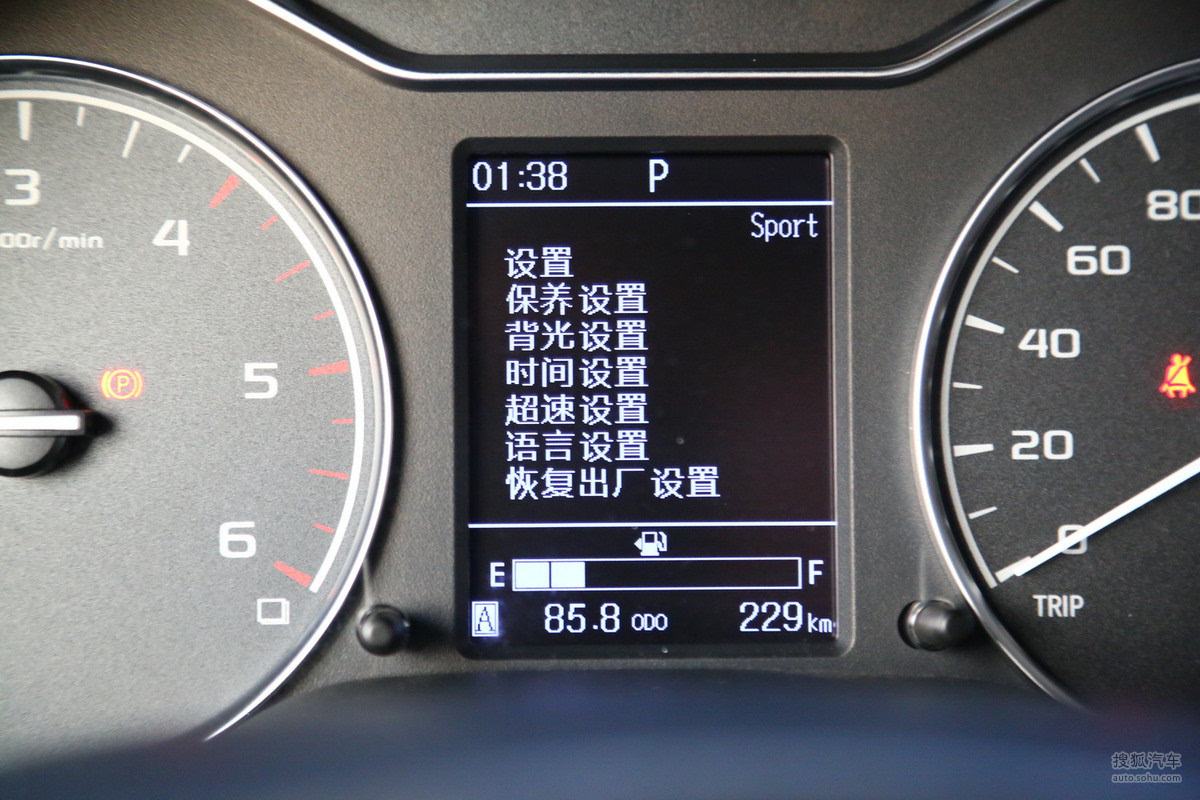 01:38 P
Sport
设置
保养设置
背光设置
时间设置
超速设置
语言设置
恢复出厂设置
E F
A 85.8 ODO 229km
3
4
5
6
00r/min
P
80
60
40
20
0
TRIP
搜狐汽车
auto.sohu.com